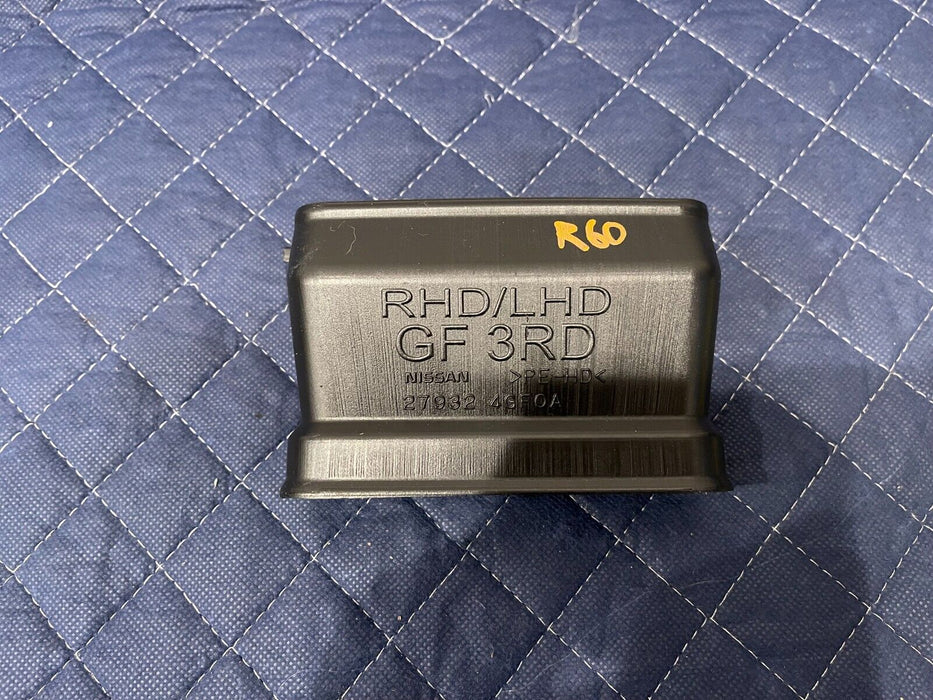 R60
RHD/LHD
GF 3RD
NISSAN >PE-HD<
27932 4GF0A